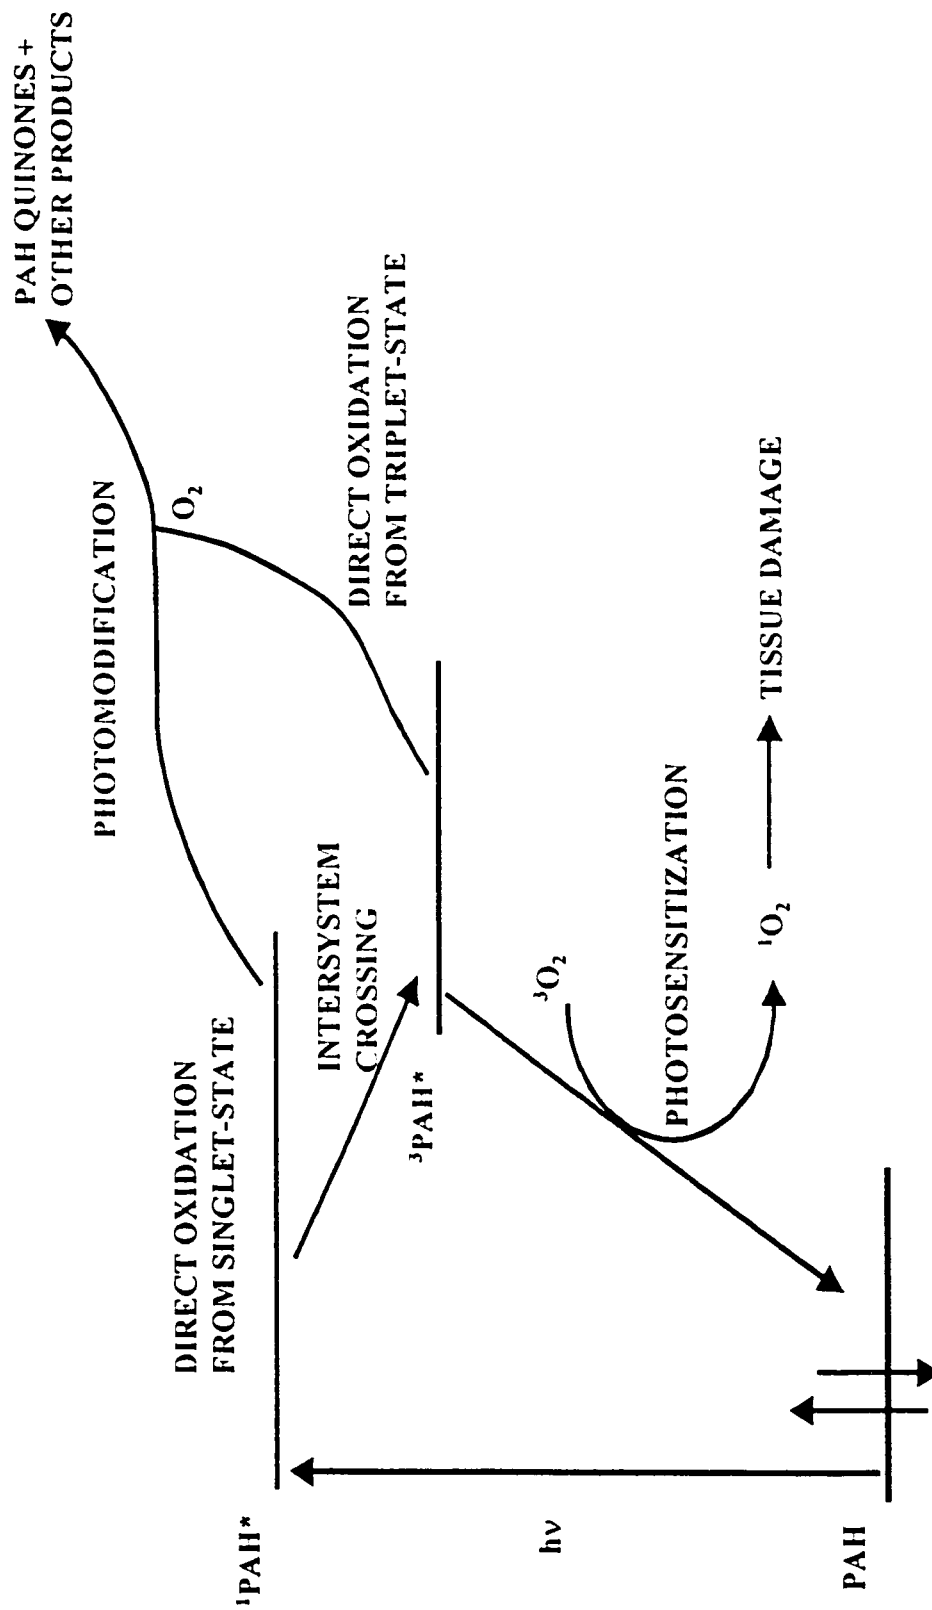 PAH QUINONES +
OTHER PRODUCTS
PHOTOMODIFICATION
O₂
DIRECT OXIDATION
FROM SINGLET-STATE
DIRECT OXIDATION
FROM TRIPLET-STATE
¹PAH*
INTERSYSTEM
CROSSING
³PAH*
hν
³O₂
PHOTOSENSITIZATION
¹O₂
TISSUE DAMAGE
PAH